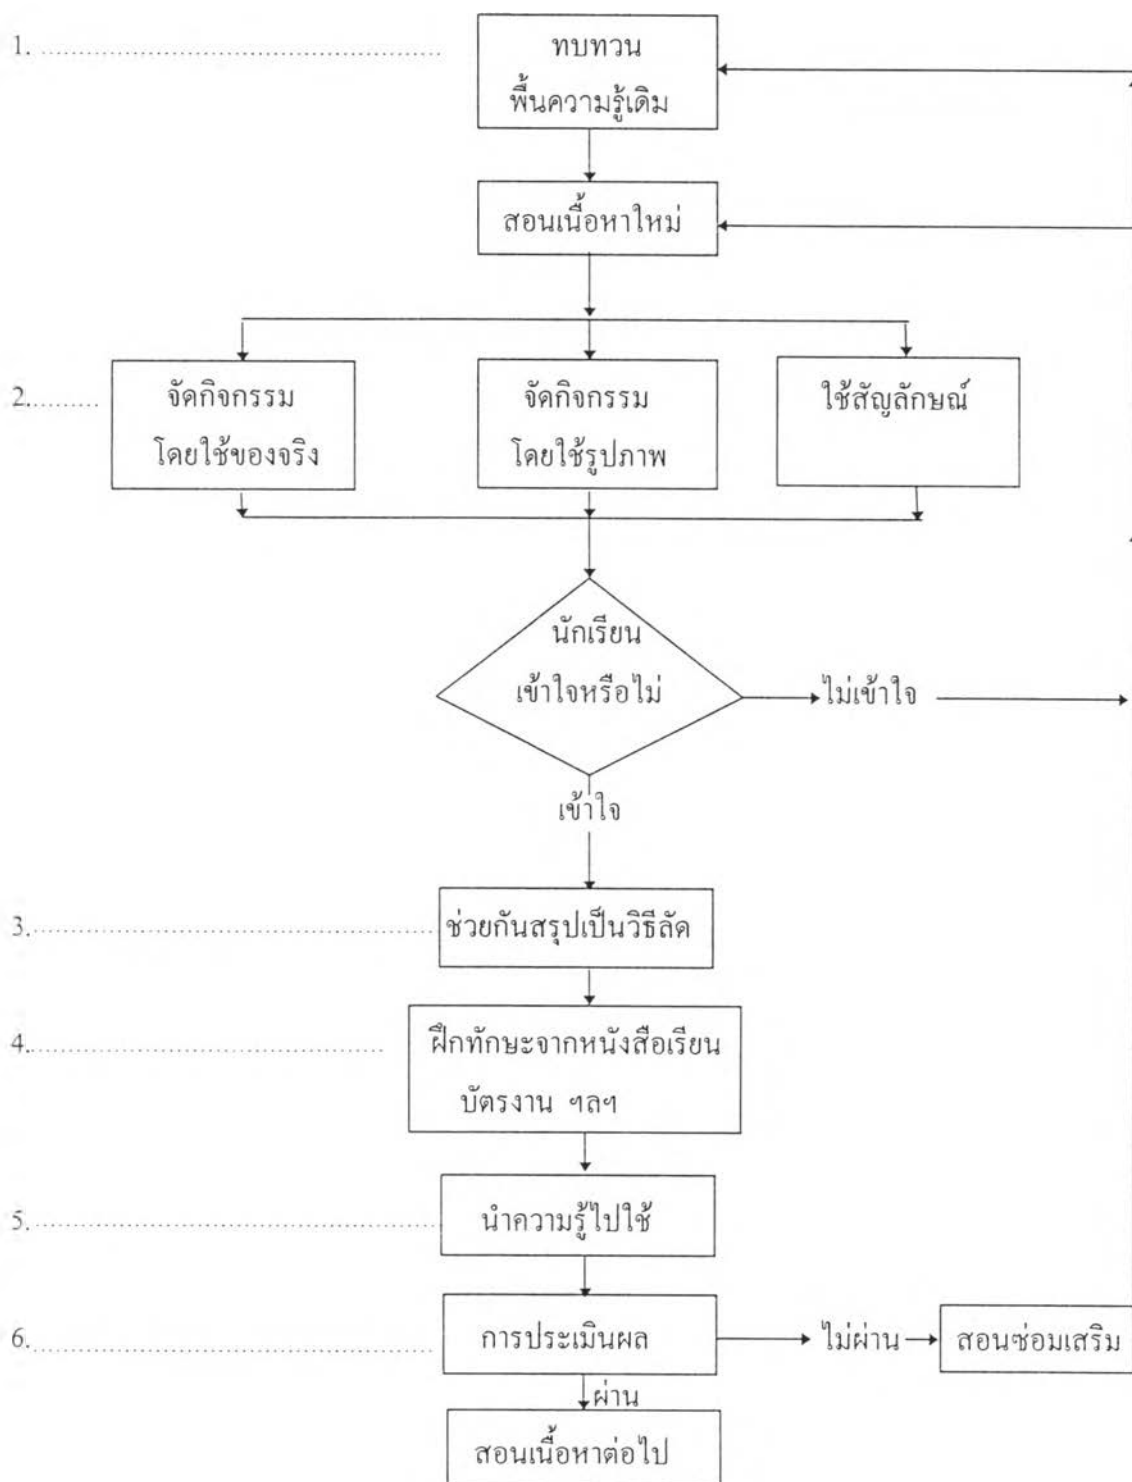 1. ........................ ทบทวน
พื้นความรู้เดิม
สอนเนื้อหาใหม่
2. ........ จัดกิจกรรม
โดยใช้ของจริง
จัดกิจกรรม
โดยใช้รูปภาพ
ใช้สัญลักษณ์
นักเรียน
เข้าใจหรือไม่
ไม่เข้าใจ
เข้าใจ
3. ........................ ช่วยกันสรุปเป็นวิธีลัด
4. ........................ ฝึกทักษะจากหนังสือเรียน
บัตรงาน ฯลฯ
5. ........................ นำความรู้ไปใช้
6. ........................ การประเมินผล
ไม่ผ่าน
สอนซ่อมเสริม
ผ่าน
สอนเนื้อหาต่อไป